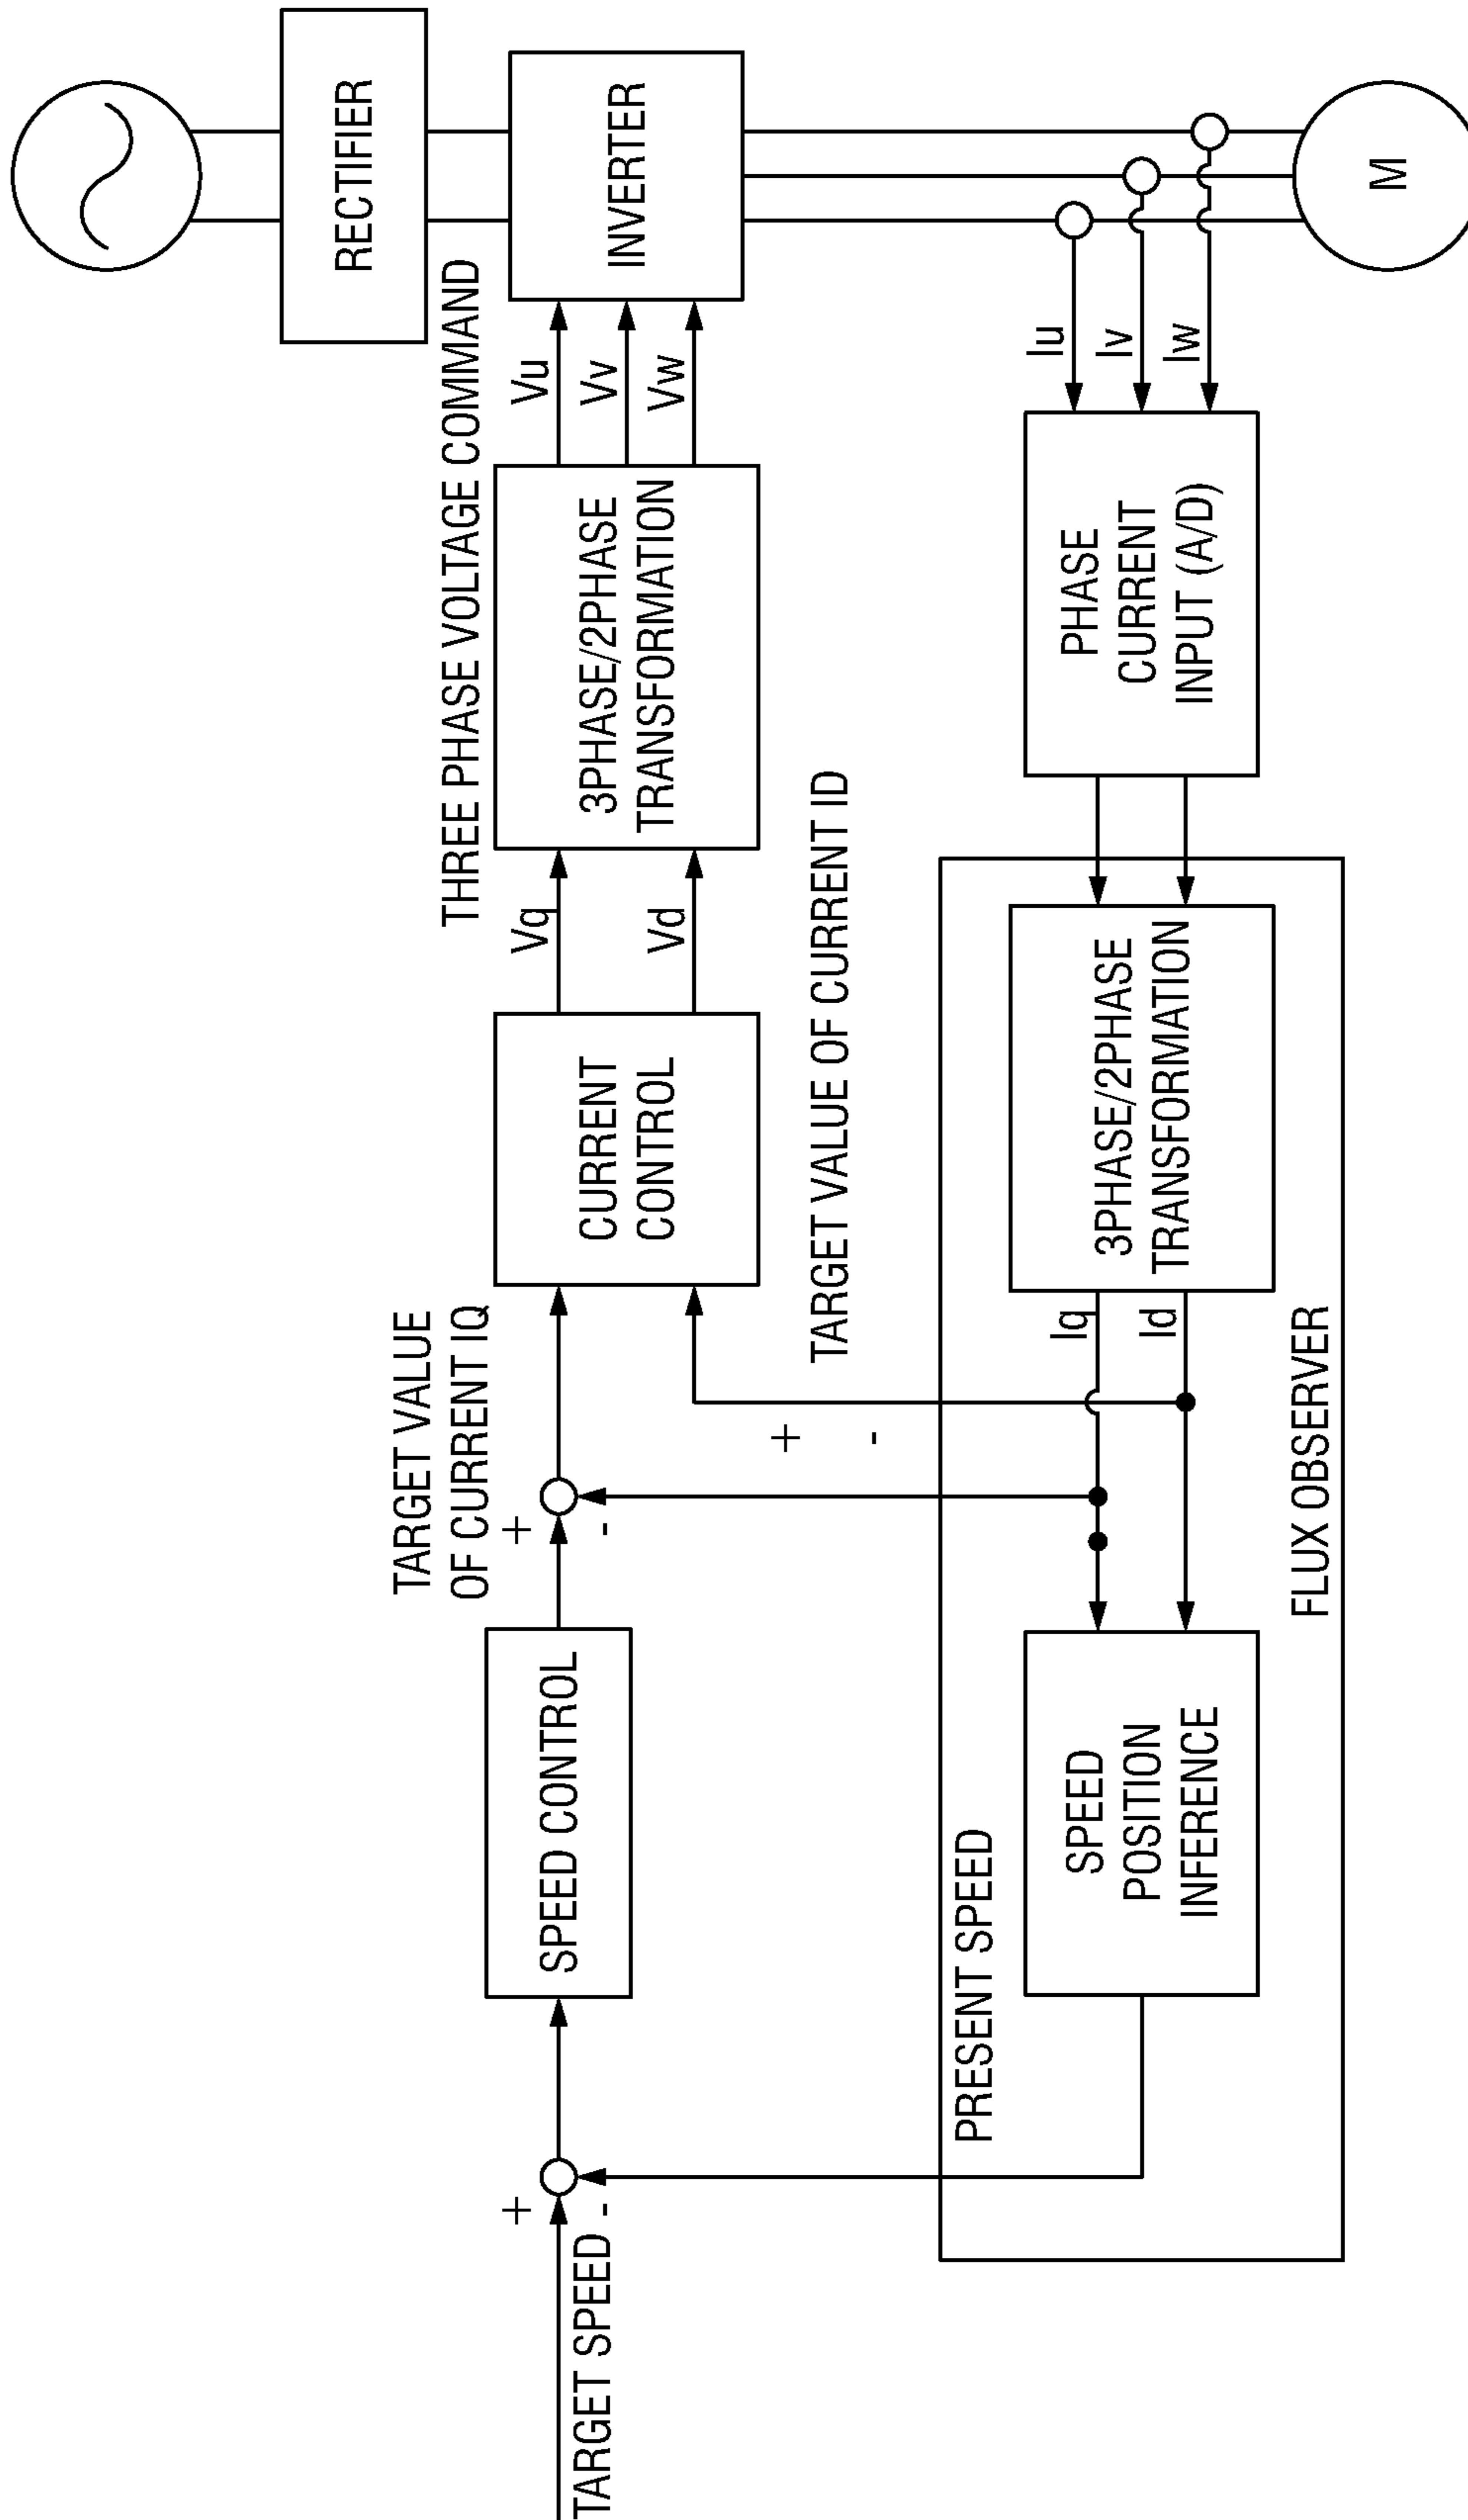 RECTIFIER
THREE PHASE VOLTAGE COMMAND
INVERTER
TARGET VALUE
OF CURRENT IQ
+
SPEED CONTROL
-
CURRENT
CONTROL
Vq
Vd
3PHASE/2PHASE
TRANSFORMATION
Vu
Vv
Vw
+
TARGET SPEED
-
TARGET VALUE OF CURRENT ID
+
-
PRESENT SPEED
SPEED
POSITION
INFERENCE
Iq
Id
3PHASE/2PHASE
TRANSFORMATION
PHASE
CURRENT
INPUT (A/D)
Iu
Iv
Iw
FLUX OBSERVER
M